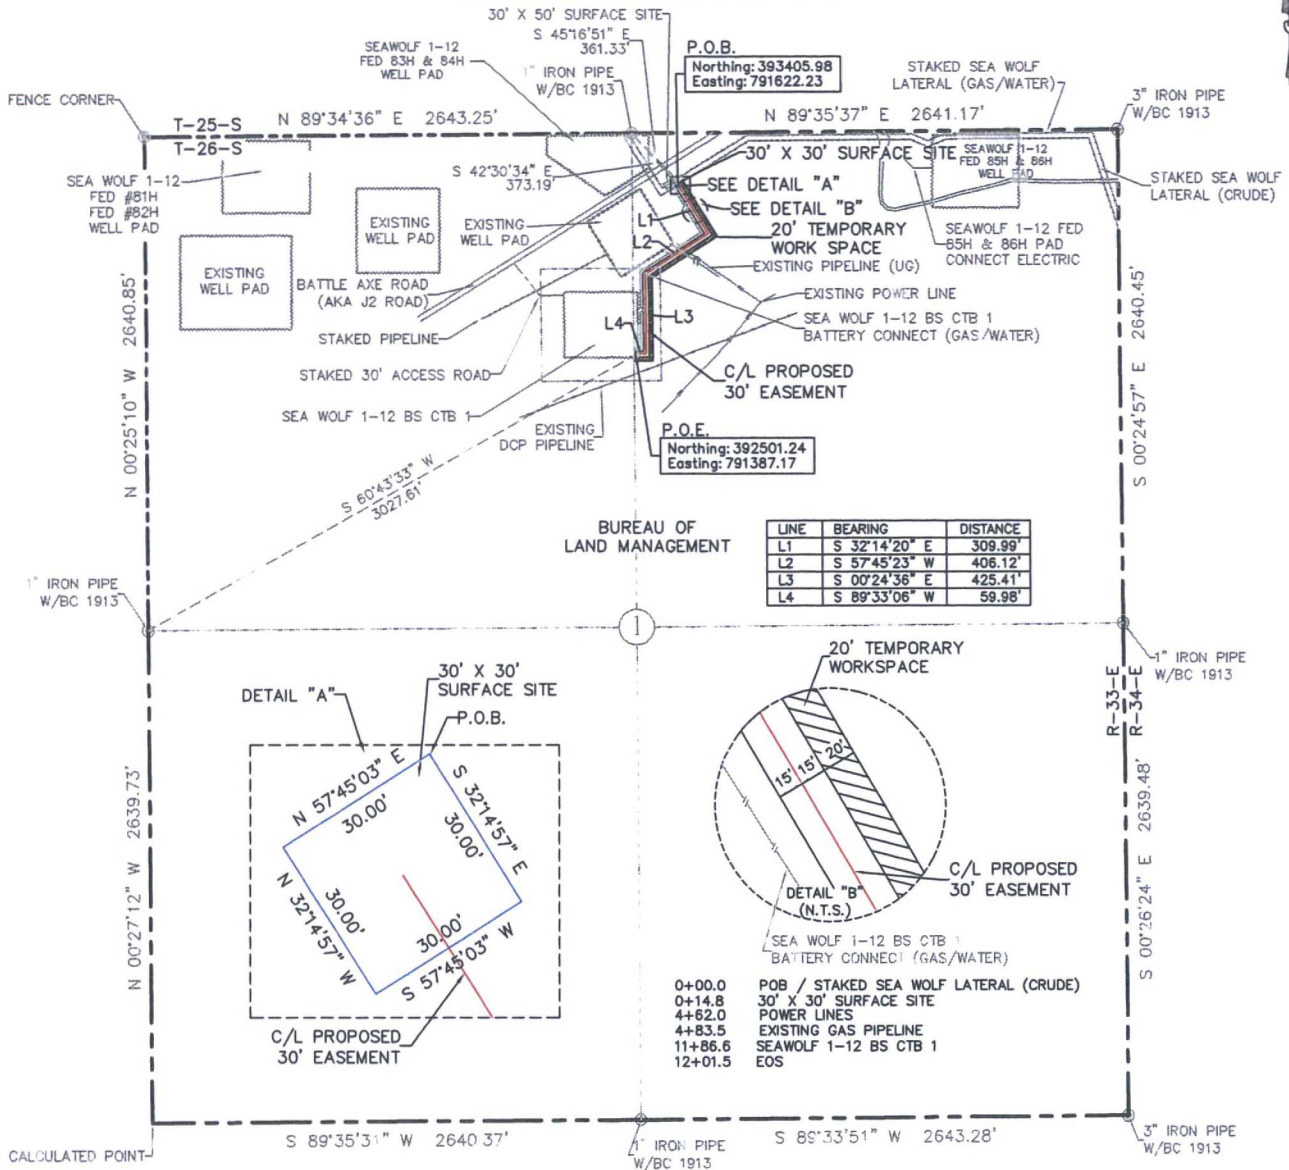 30' X 50' SURFACE SITE
S 45°16'51" E
361.33'
SEAWOLF 1-12
FED 83H & 84H
WELL PAD
1" IRON PIPE
W/BC 1913
P.O.B.
Northing: 393405.98
Easting: 791622.23
STAKED SEA WOLF
LATERAL (GAS/WATER)
3" IRON PIPE
W/BC 1913
FENCE CORNER
T-25-S
T-26-S
N 89°34'36" E 2643.25'
N 89°35'37" E 2641.17'
SEA WOLF 1-12
FED #81H
FED #82H
WELL PAD
S 42°30'34" E
373.19'
30' X 30' SURFACE SITE
SEAWOLF 1-12
FED 85H & 86H
WELL PAD
SEE DETAIL "A"
SEE DETAIL "B"
STAKED SEA WOLF
LATERAL (CRUDE)
EXISTING
WELL PAD
EXISTING
WELL PAD
EXISTING
WELL PAD
L1
L2
20' TEMPORARY
WORK SPACE
SEAWOLF 1-12 FED
85H & 86H PAD
CONNECT ELECTRIC
EXISTING PIPELINE (UG)
BATTLE AXE ROAD
(AKA J2 ROAD)
EXISTING POWER LINE
STAKED PIPELINE
L4
L3
SEA WOLF 1-12 BS CTB 1
BATTERY CONNECT (GAS/WATER)
STAKED 30' ACCESS ROAD
C/L PROPOSED
30' EASEMENT
SEA WOLF 1-12 BS CTB 1
EXISTING
DCP PIPELINE
P.O.E.
Northing: 392501.24
Easting: 791387.17
N 00°25'10" W 2640.85'
S 00°24'57" E 2640.45'
S 60°43'33" W
3027.61'
BUREAU OF
LAND MANAGEMENT
LINE BEARING DISTANCE
L1 S 32°14'20" E 309.99'
L2 S 57°45'23" W 406.12'
L3 S 00°24'36" E 425.41'
L4 S 89°33'06" W 59.98'
1" IRON PIPE
W/BC 1913
1
1" IRON PIPE
W/BC 1913
R-33-E
R-34-E
DETAIL "A"
30' X 30'
SURFACE SITE
P.O.B.
N 57°45'03" E
30.00'
S 32°14'57" E
30.00'
N 32°14'57" W
30.00'
S 57°45'03" W
30.00'
C/L PROPOSED
30' EASEMENT
20' TEMPORARY
WORKSPACE
15' 15' 20'
C/L PROPOSED
30' EASEMENT
DETAIL "B"
(N.T.S.)
SEA WOLF 1-12 BS CTB 1
BATTERY CONNECT (GAS/WATER)
N 00°27'12" W 2639.73'
S 00°26'24" E 2639.48'
0+00.0 POB / STAKED SEA WOLF LATERAL (CRUDE)
0+14.8 30' X 30' SURFACE SITE
4+62.0 POWER LINES
4+83.5 EXISTING GAS PIPELINE
11+86.6 SEAWOLF 1-12 BS CTB 1
12+01.5 EOS
CALCULATED POINT
S 89°35'31" W 2640.37'
1" IRON PIPE
W/BC 1913
S 89°33'51" W 2643.28'
3" IRON PIPE
W/BC 1913